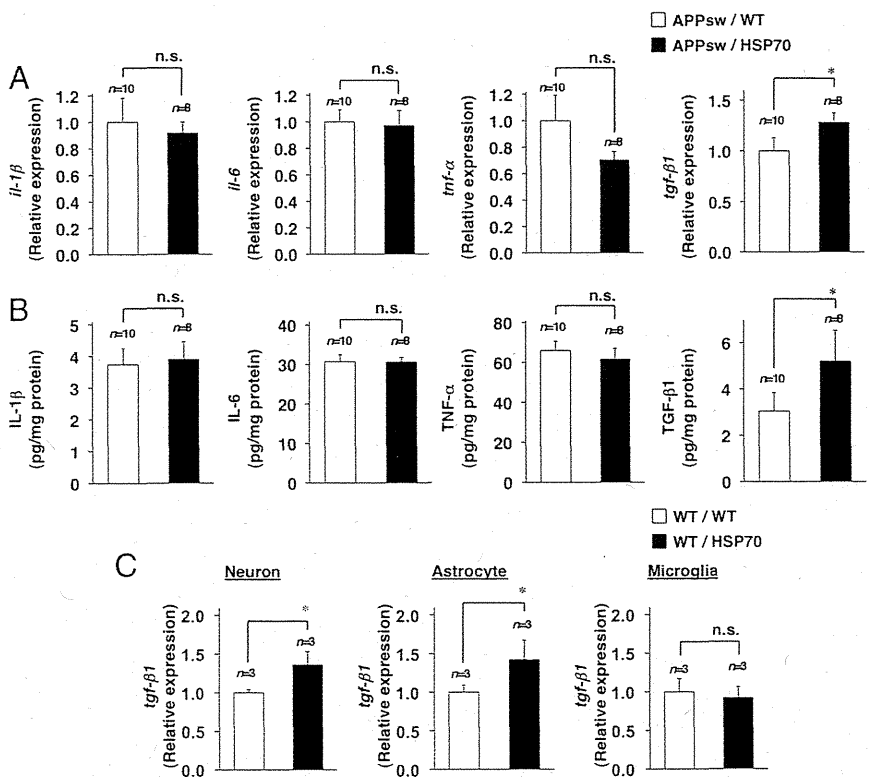 APPsw / WT
APPsw / HSP70
A
n.s.
n=10
n=8
1.2
1.0
0.8
0.6
0.4
0.2
0.0
il-1β
(Relative expression)
n.s.
n=10
n=8
1.2
1.0
0.8
0.6
0.4
0.2
0.0
il-6
(Relative expression)
n.s.
n=10
n=8
1.2
1.0
0.8
0.6
0.4
0.2
0.0
tnf-α
(Relative expression)
*
n=10
n=8
1.5
1.0
0.5
0.0
tgf-β1
(Relative expression)
B
n.s.
n=10
n=8
5
4
3
2
1
0
IL-1β
(pg/mg protein)
n.s.
n=10
n=8
40
30
20
10
0
IL-6
(pg/mg protein)
n.s.
n=10
n=8
80
60
40
20
0
TNF-α
(pg/mg protein)
*
n=10
n=8
6
4
2
0
TGF-β1
(pg/mg protein)
WT / WT
WT / HSP70
C
Neuron
*
n=3
n=3
2.0
1.5
1.0
0.5
0.0
tgf-β1
(Relative expression)
Astrocyte
*
n=3
n=3
2.0
1.5
1.0
0.5
0.0
tgf-β1
(Relative expression)
Microglia
n.s.
n=3
n=3
2.0
1.5
1.0
0.5
0.0
tgf-β1
(Relative expression)